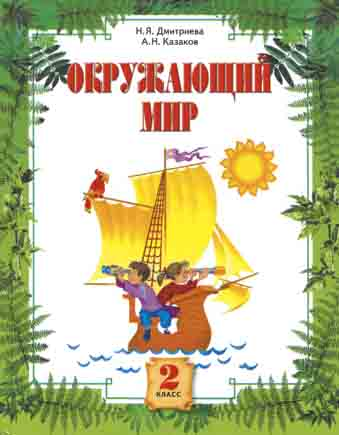 Н.Я. Дмитриева
А.Н. Казаков
ОКРУЖАЮЩИЙ
МИР
2
КЛАСС